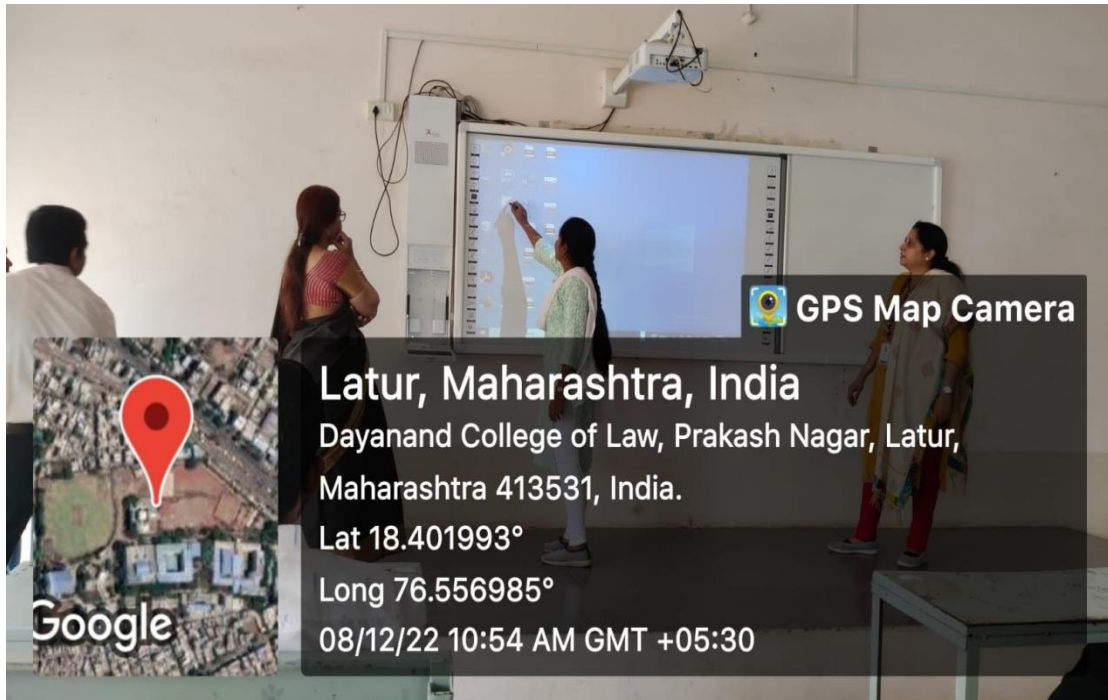 GPS Map Camera
Latur, Maharashtra, India
Dayanand College of Law, Prakash Nagar, Latur,
Maharashtra 413531, India.
Lat 18.401993°
Long 76.556985°
08/12/22 10:54 AM GMT +05:30
Google